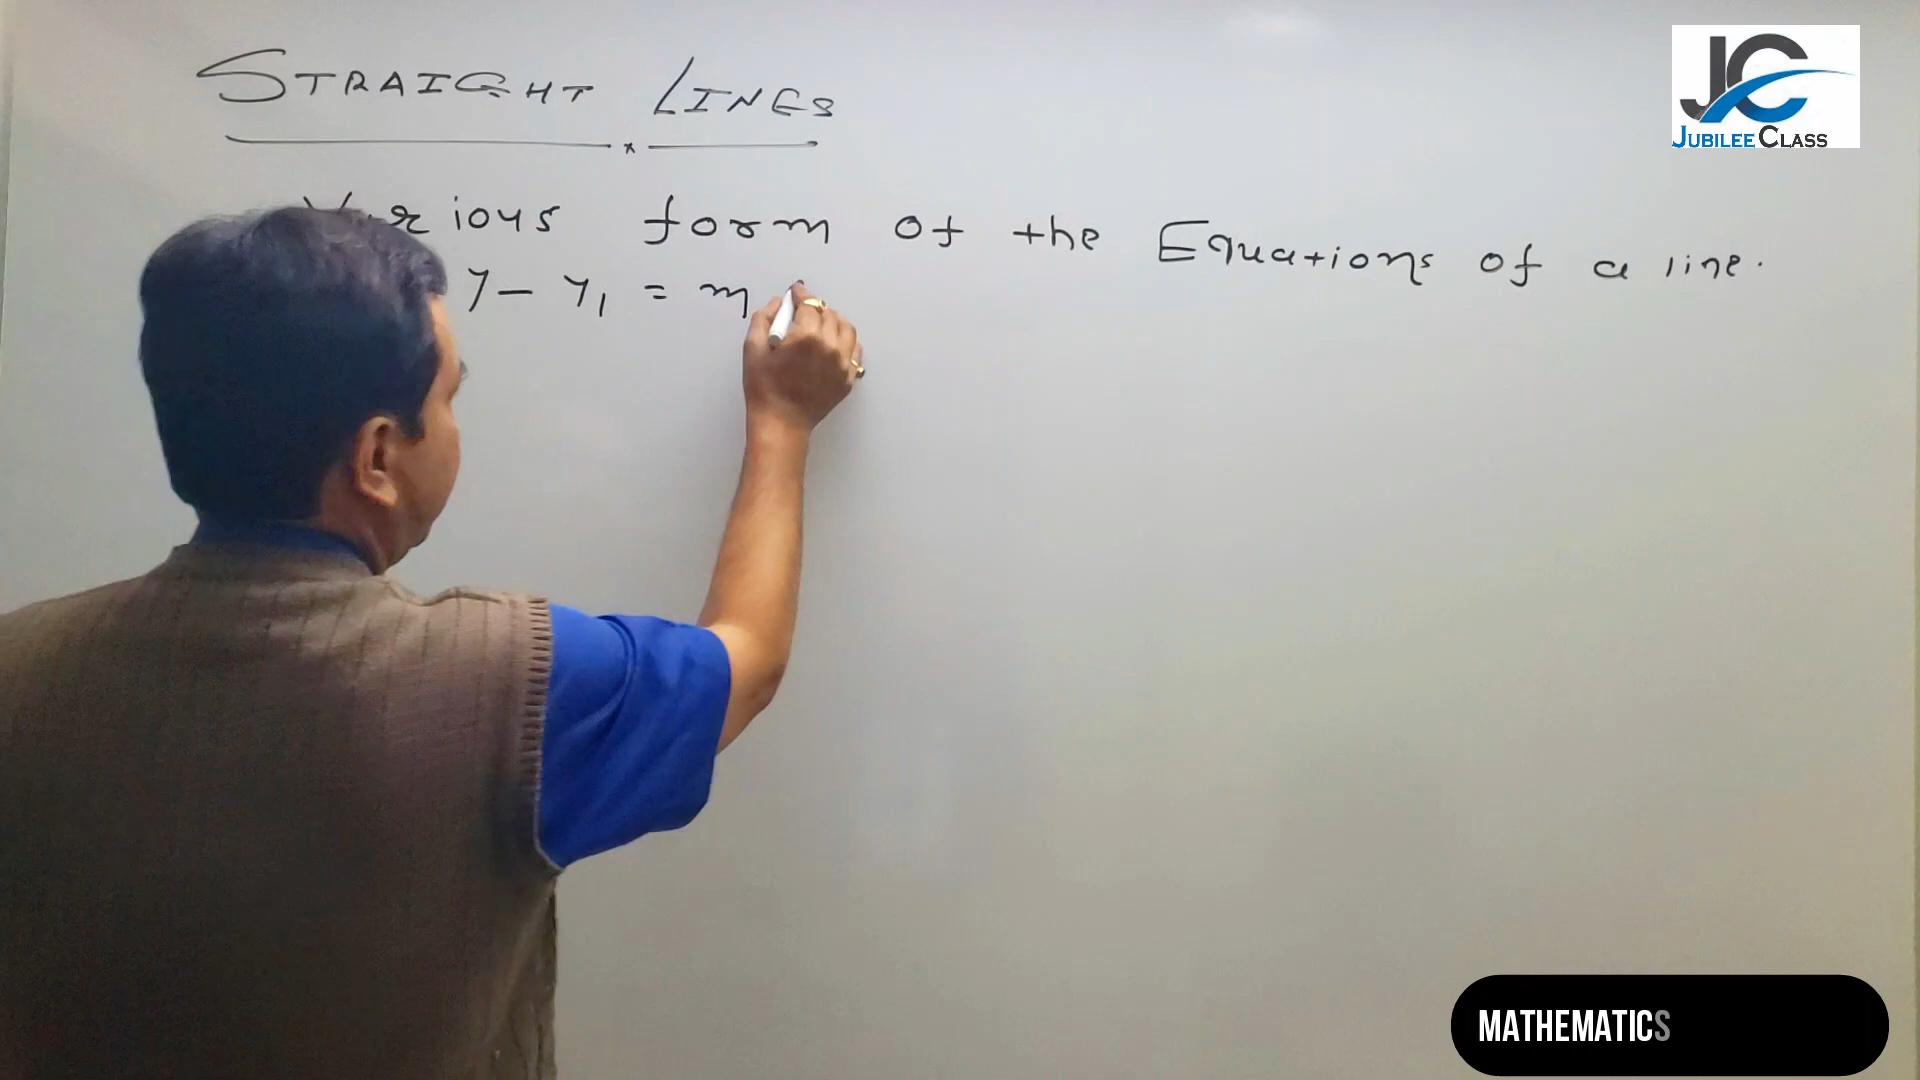 STRAIGHT LINES
Various form of the Equations of a line.
y - y₁ = m
JC
JUBILEE CLASS
MATHEMATICS